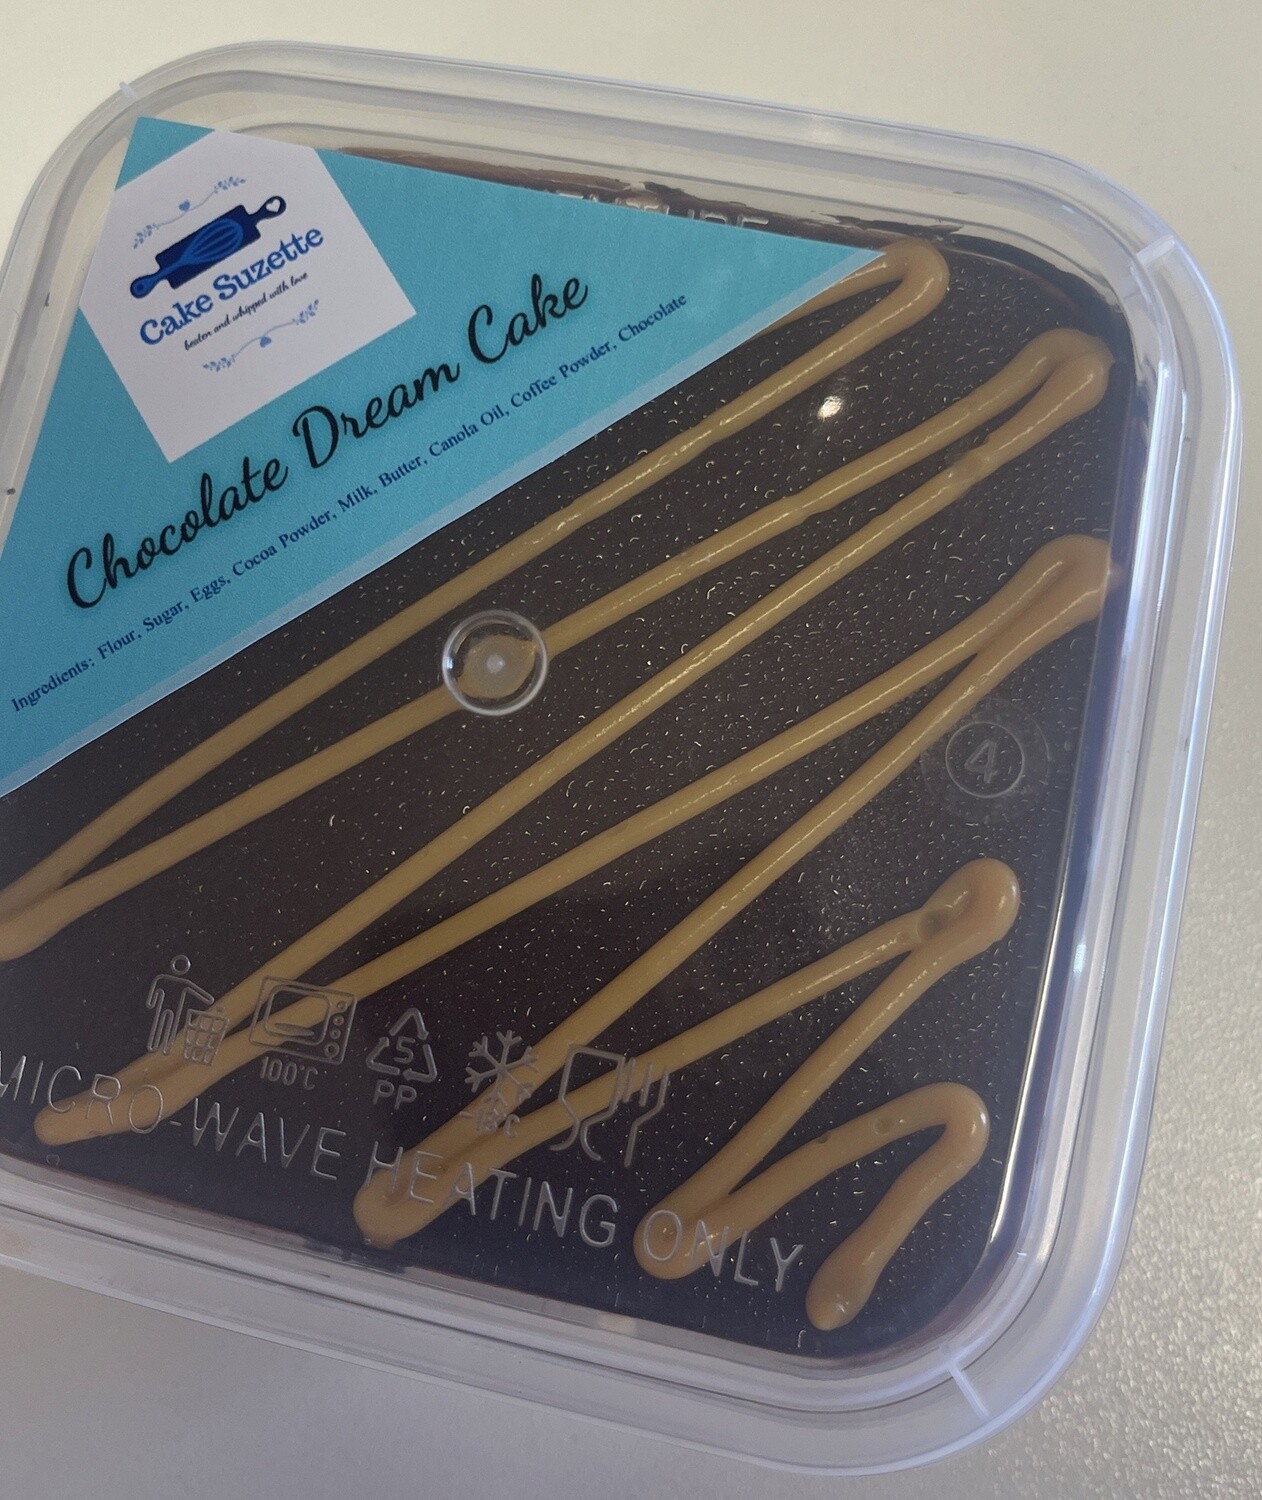 Cake Suzette
beaten and whipped with love
Chocolate Dream Cake
Ingredients: Flour, Sugar, Eggs, Cocoa Powder, Milk, Butter, Canola Oil, Coffee Powder, Chocolate
4
100°C
5
PP
MICRO-WAVE HEATING ONLY